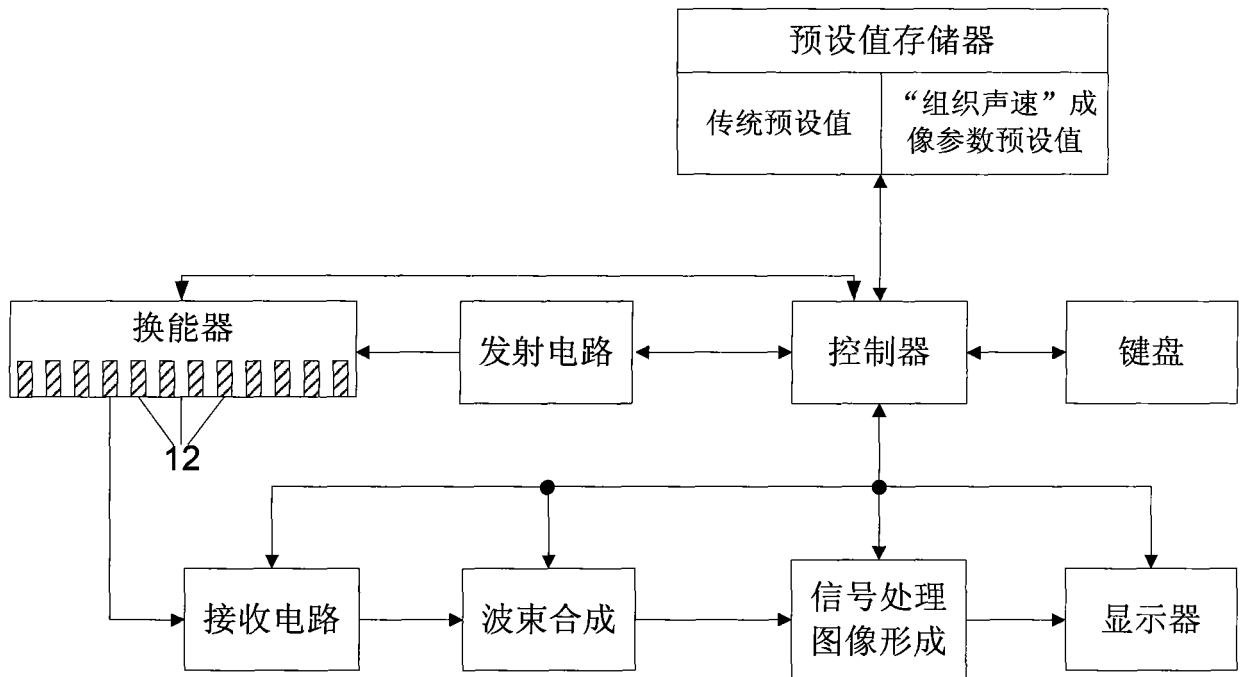 预设值存储器
传统预设值
“组织声速”成
像参数预设值
换能器
发射电路
控制器
键盘
12
接收电路
波束合成
信号处理
图像形成
显示器